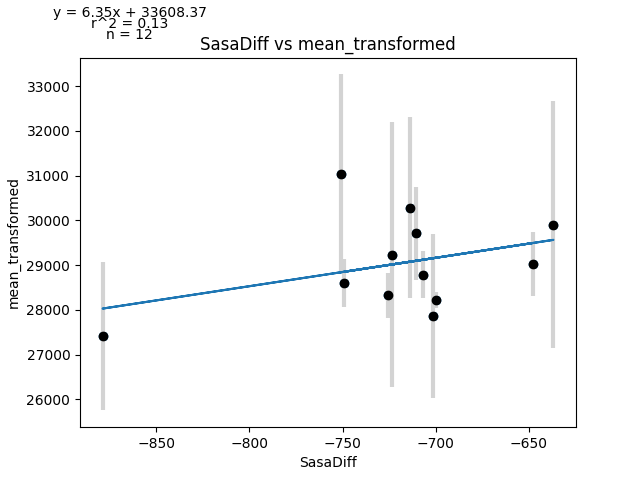 y = 6.35x + 33608.37
r^2 = 0.13
n = 12
SasaDiff vs mean_transformed
mean_transformed
33000
32000
31000
30000
29000
28000
27000
26000
−850
−800
−750
−700
−650
SasaDiff